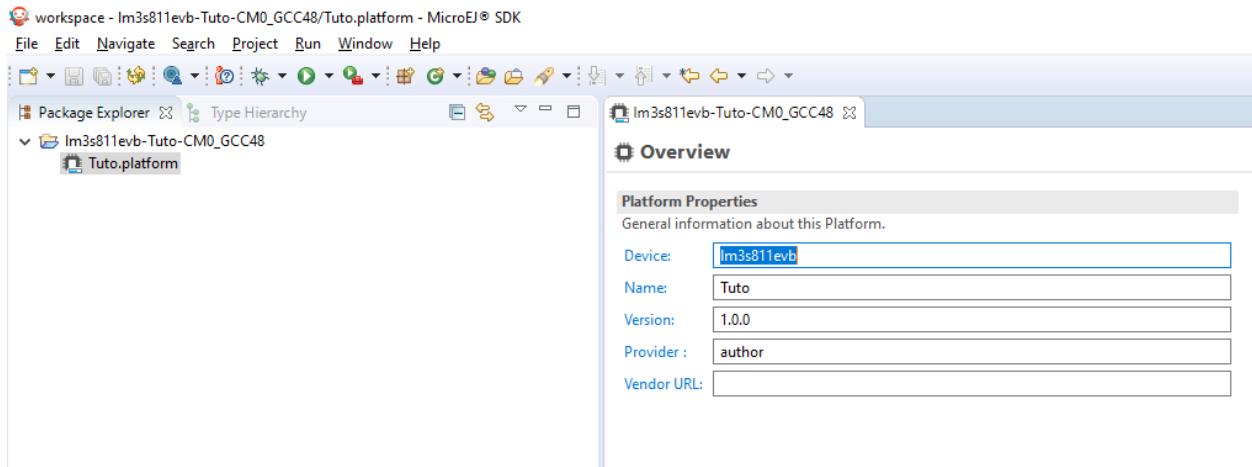 workspace - lm3s811evb-Tuto-CM0_GCC48/Tuto.platform - MicroEJ® SDK
File Edit Navigate Search Project Run Window Help
Package Explorer Type Hierarchy
lm3s811evb-Tuto-CM0_GCC48
Tuto.platform
lm3s811evb-Tuto-CM0_GCC48
Overview
Platform Properties
General information about this Platform.
Device: lm3s811evb
Name: Tuto
Version: 1.0.0
Provider : author
Vendor URL: